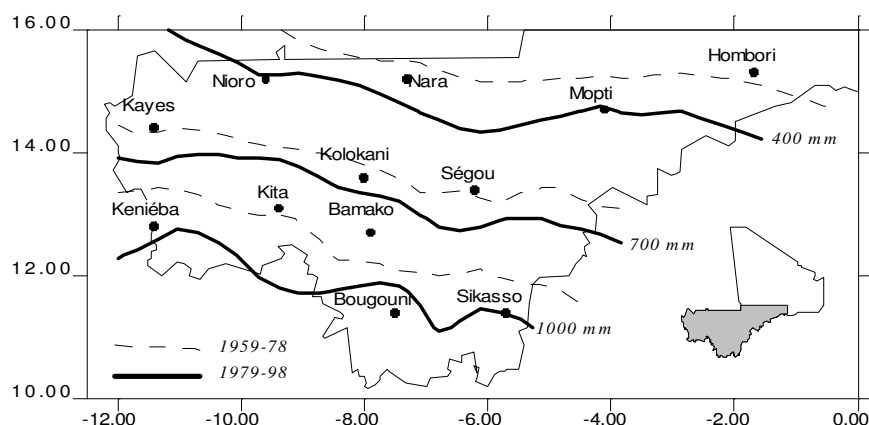 16.00
Hombori
Nioro
Nara
Mopti
Kayes
400 mm
14.00
Kolokani
Ségou
Kita
Keniéba
Bamako
700 mm
12.00
Bougouni
Sikasso
1000 mm
1959-78
1979-98
10.00
-12.00 -10.00 -8.00 -6.00 -4.00 -2.00 0.00